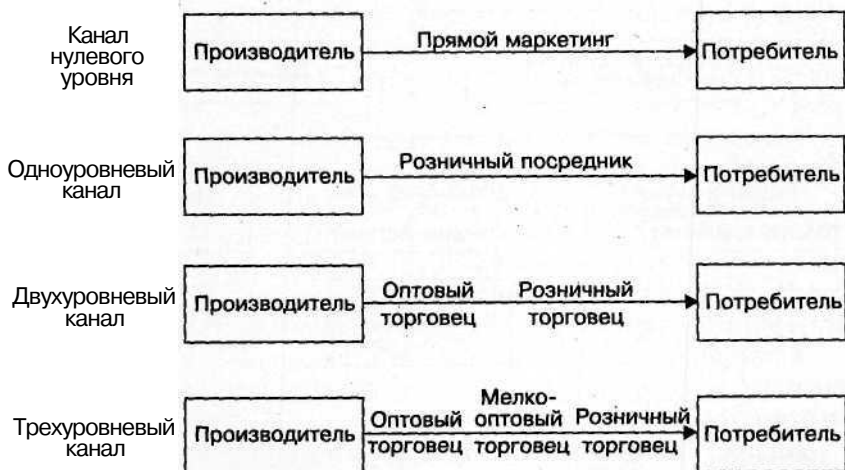 Канал
нулевого
уровня
Производитель
Прямой маркетинг
Потребитель
Одноуровневый
канал
Производитель
Розничный посредник
Потребитель
Двухуровневый
канал
Производитель
Оптовый Розничный
торговец торговец
Потребитель
Трехуровневый
канал
Производитель
Мелко-
Оптовый оптовый Розничный
торговец торговец торговец
Потребитель